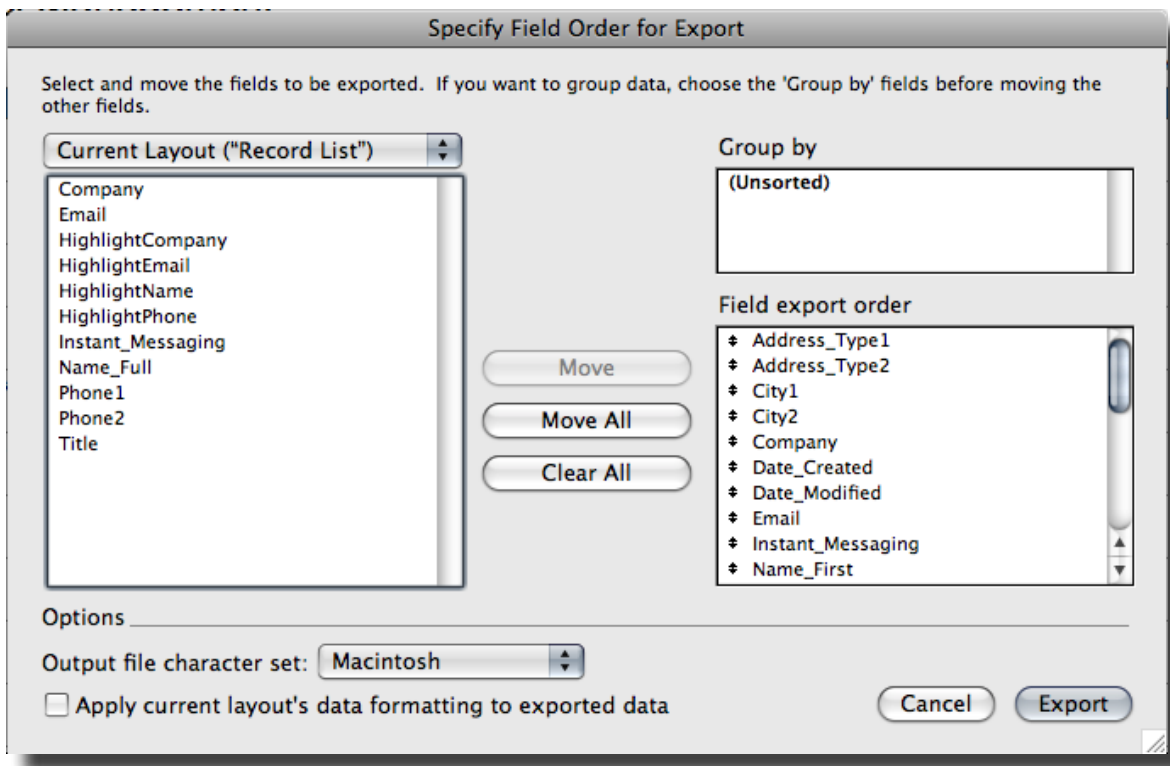 Specify Field Order for Export
Select and move the fields to be exported.  If you want to group data, choose the 'Group by' fields before moving the
other fields.
Current Layout (“Record List”)
Company
Email
HighlightCompany
HighlightEmail
HighlightName
HighlightPhone
Instant_Messaging
Name_Full
Phone1
Phone2
Title
Move
Move All
Clear All
Group by
(Unsorted)
Field export order
Address_Type1
Address_Type2
City1
City2
Company
Date_Created
Date_Modified
Email
Instant_Messaging
Name_First
Options
Output file character set: Macintosh
Apply current layout's data formatting to exported data
Cancel
Export